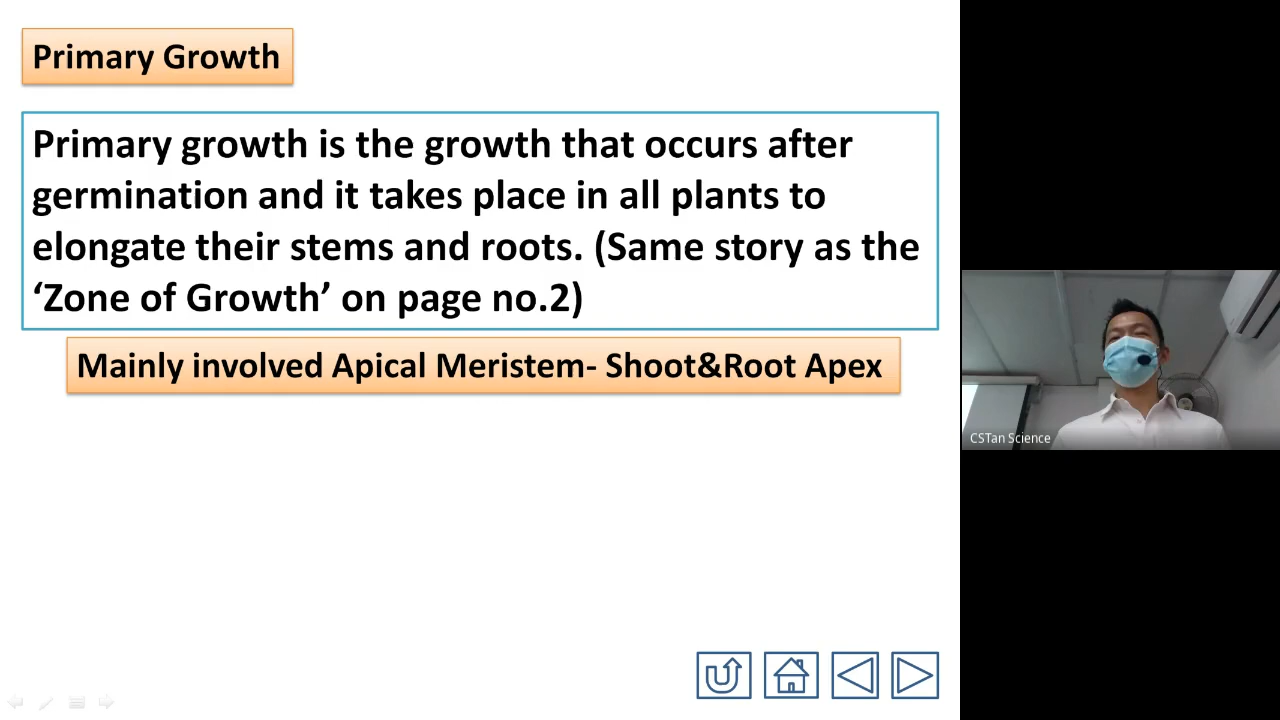 Primary Growth
Primary growth is the growth that occurs after
germination and it takes place in all plants to
elongate their stems and roots. (Same story as the
‘Zone of Growth’ on page no.2)
Mainly involved Apical Meristem- Shoot&Root Apex
CSTan Science